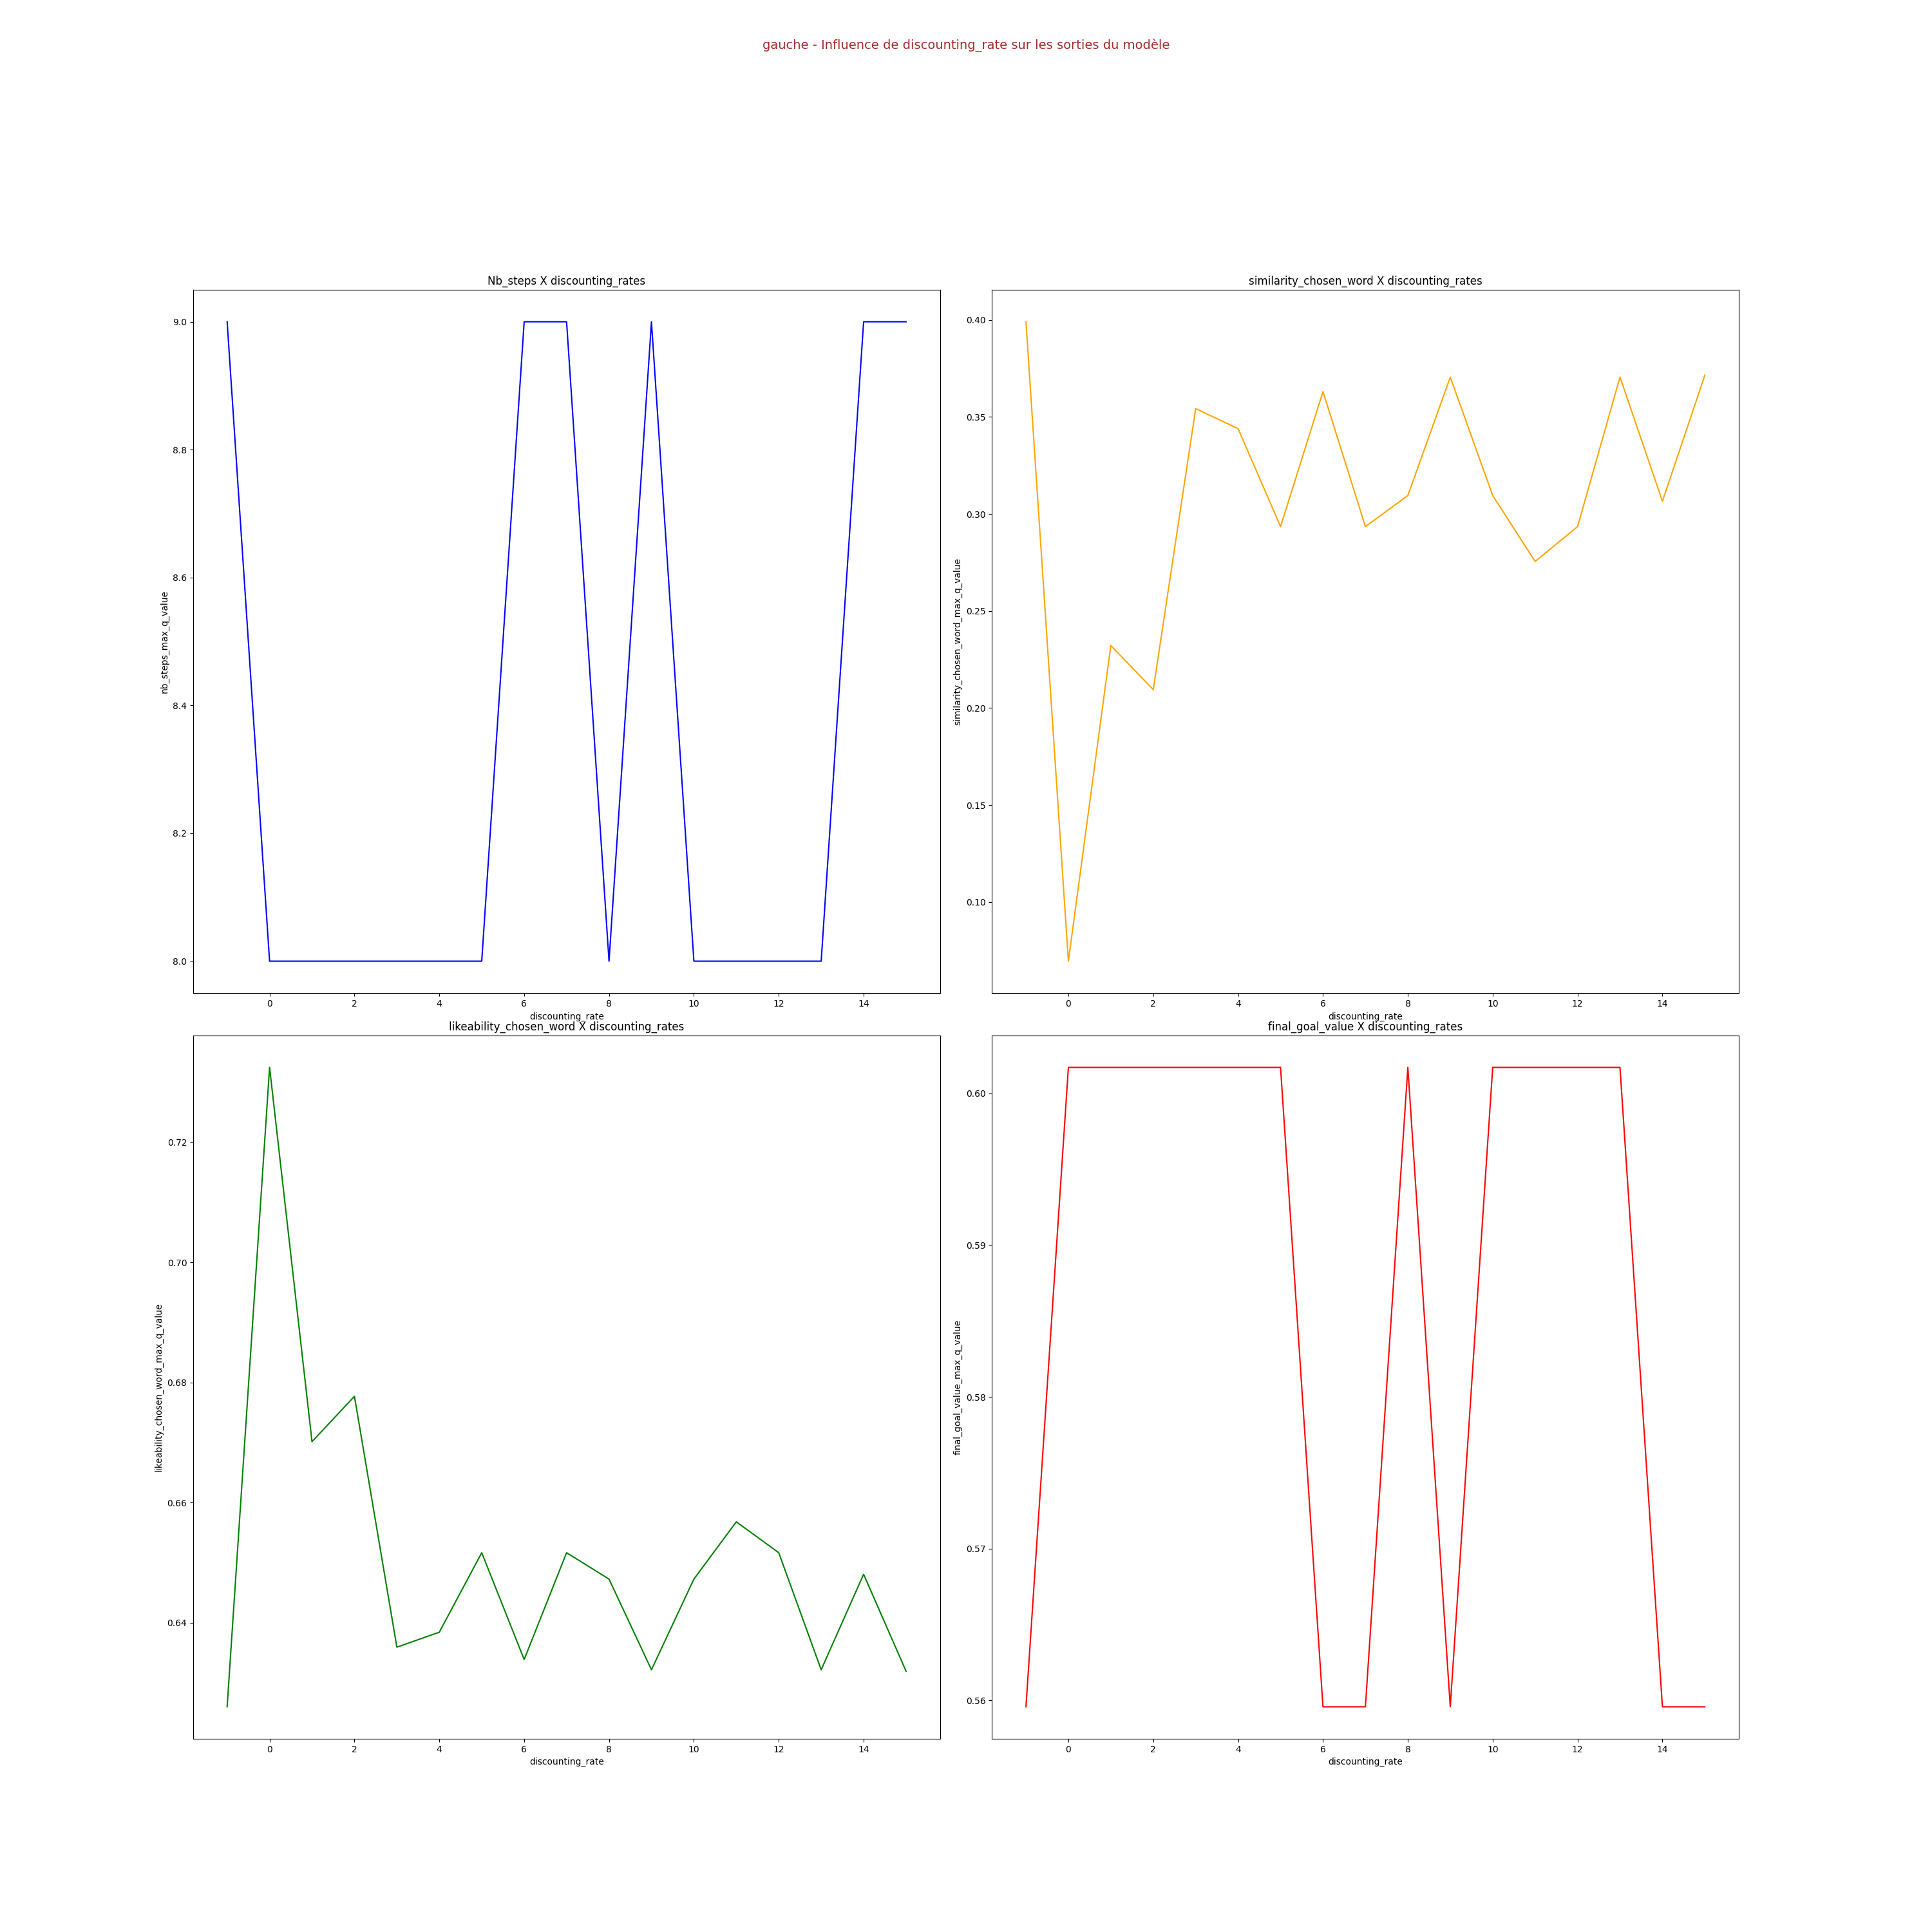 gauche - Influence de discounting_rate sur les sorties du modèle
Nb_steps X discounting_rates
nb_steps_max_q_value
9.0
8.8
8.6
8.4
8.2
8.0
0 2 4 6 8 10 12 14
discounting_rate
similarity_chosen_word X discounting_rates
similarity_chosen_word_max_q_value
0.40
0.35
0.30
0.25
0.20
0.15
0.10
0 2 4 6 8 10 12 14
discounting_rate
likeability_chosen_word X discounting_rates
likeability_chosen_word_max_q_value
0.72
0.70
0.68
0.66
0.64
0 2 4 6 8 10 12 14
discounting_rate
final_goal_value X discounting_rates
final_goal_value_max_q_value
0.60
0.59
0.58
0.57
0.56
0 2 4 6 8 10 12 14
discounting_rate